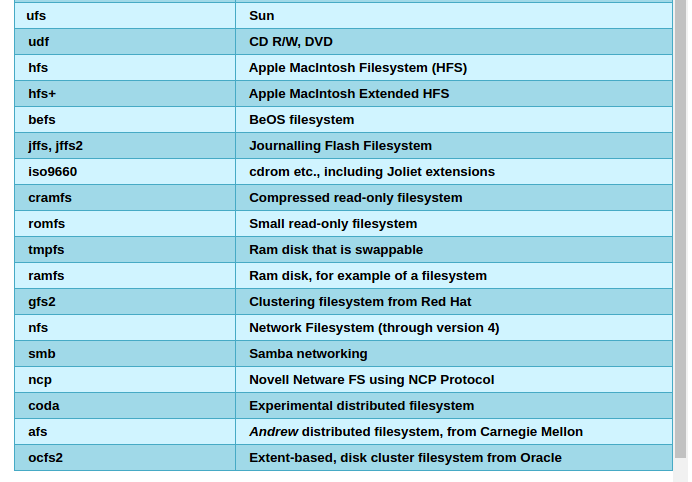 ufs Sun
udf CD R/W, DVD
hfs Apple MacIntosh Filesystem (HFS)
hfs+ Apple MacIntosh Extended HFS
befs BeOS filesystem
jffs, jffs2 Journalling Flash Filesystem
iso9660 cdrom etc., including Joliet extensions
cramfs Compressed read-only filesystem
romfs Small read-only filesystem
tmpfs Ram disk that is swappable
ramfs Ram disk, for example of a filesystem
gfs2 Clustering filesystem from Red Hat
nfs Network Filesystem (through version 4)
smb Samba networking
ncp Novell Netware FS using NCP Protocol
coda Experimental distributed filesystem
afs Andrew distributed filesystem, from Carnegie Mellon
ocfs2 Extent-based, disk cluster filesystem from Oracle